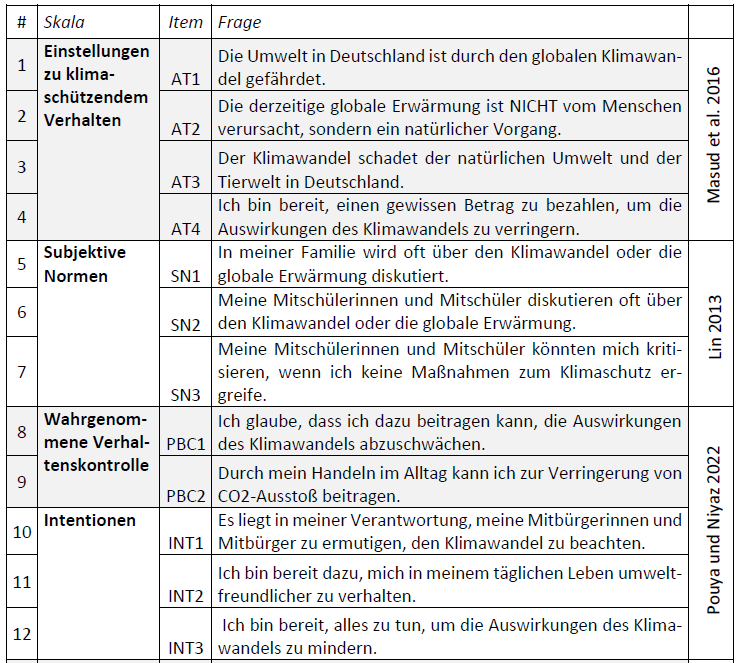 # Skala Item Frage
1 Einstellungen zu klima-
schützendem
Verhalten
AT1 Die Umwelt in Deutschland ist durch den globalen Klimawan-
del gefährdet.
Masud et al. 2016
2 AT2 Die derzeitige globale Erwärmung ist NICHT vom Menschen
verursacht, sondern ein natürlicher Vorgang.
3 AT3 Der Klimawandel schadet der natürlichen Umwelt und der
Tierwelt in Deutschland.
4 AT4 Ich bin bereit, einen gewissen Betrag zu bezahlen, um die
Auswirkungen des Klimawandels zu verringern.
5 Subjektive
Normen
SN1 In meiner Familie wird oft über den Klimawandel oder die
globale Erwärmung diskutiert.
Lin 2013
6 SN2 Meine Mitschülerinnen und Mitschüler diskutieren oft über
den Klimawandel oder die globale Erwärmung.
7 SN3 Meine Mitschülerinnen und Mitschüler könnten mich kriti-
sieren, wenn ich keine Maßnahmen zum Klimaschutz er-
greife.
8 Wahrgenom-
mene Verhal-
tenskontrolle
PBC1 Ich glaube, dass ich dazu beitragen kann, die Auswirkungen
des Klimawandels abzuschwächen.
Pouya und Niyaz 2022
9 PBC2 Durch mein Handeln im Alltag kann ich zur Verringerung von
CO2-Ausstoß beitragen.
10 Intentionen
INT1 Es liegt in meiner Verantwortung, meine Mitbürgerinnen und
Mitbürger zu ermutigen, den Klimawandel zu beachten.
11 INT2 Ich bin bereit dazu, mich in meinem täglichen Leben umwelt-
freundlicher zu verhalten.
12 INT3 Ich bin bereit, alles zu tun, um die Auswirkungen des Klima-
wandels zu mindern.